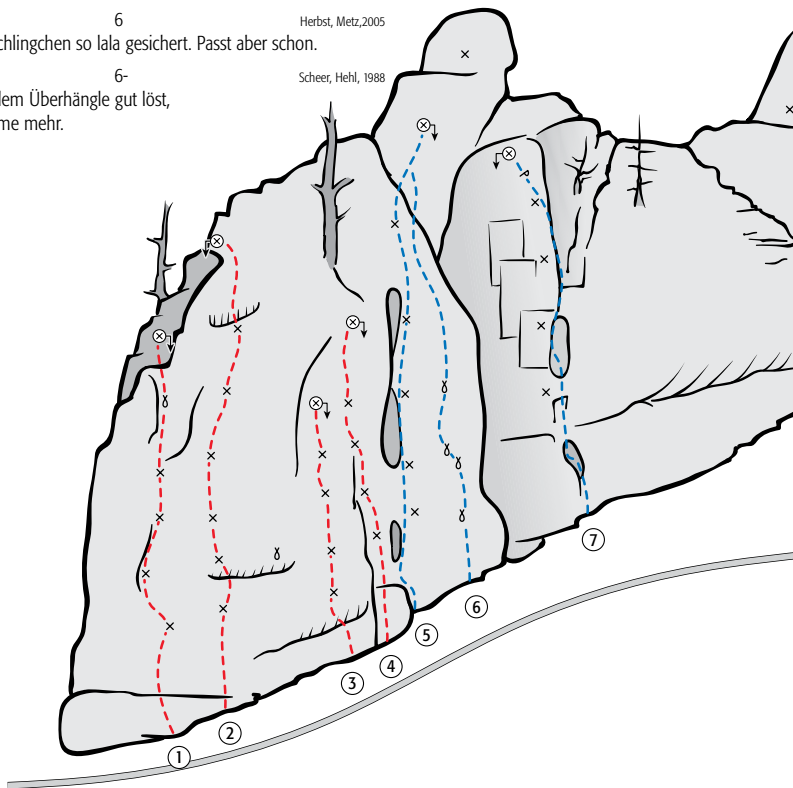 6 Herbst, Metz,2005
chlingchen so lala gesichert. Passt aber schon.
6- Scheer, Hehl, 1988
dem Überhängle gut löst,
me mehr.
7
6
5
4
3
2
1